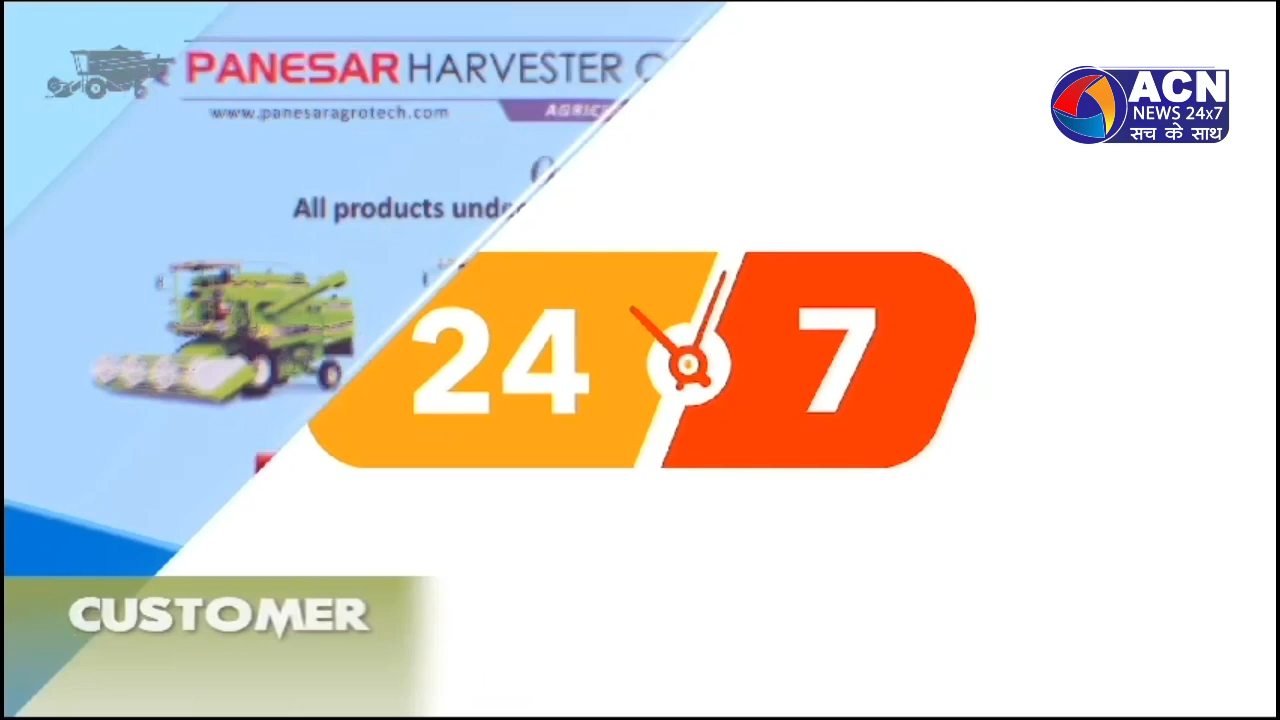 PANESAR HARVESTER
www.panesaragrotech.com
ACN
NEWS 24x7
सच के साथ
All products
24 7
CUSTOMER